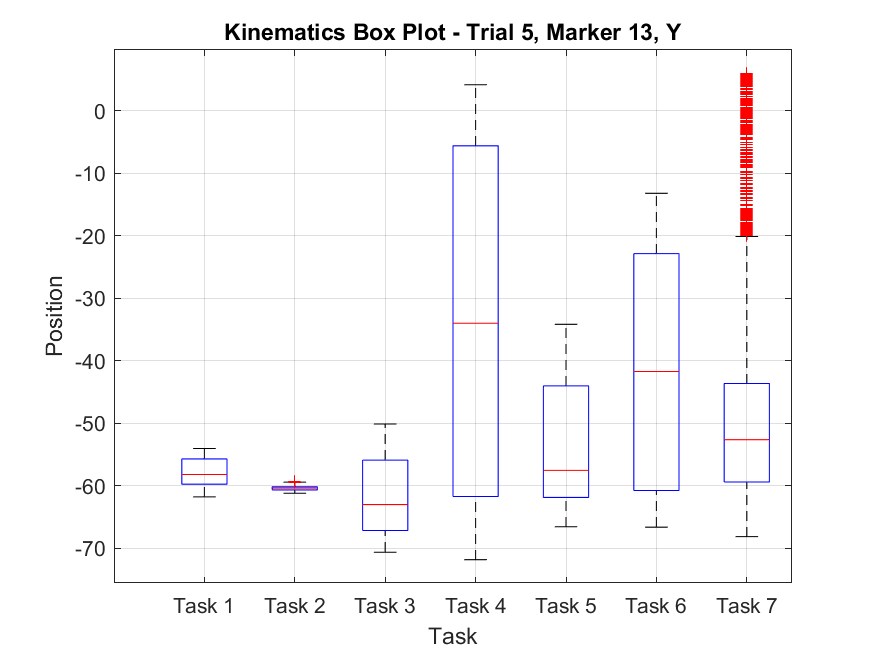 Kinematics Box Plot - Trial 5, Marker 13, Y
0
-10
-20
-30
-40
-50
-60
-70
Position
Task 1 Task 2 Task 3 Task 4 Task 5 Task 6 Task 7
Task